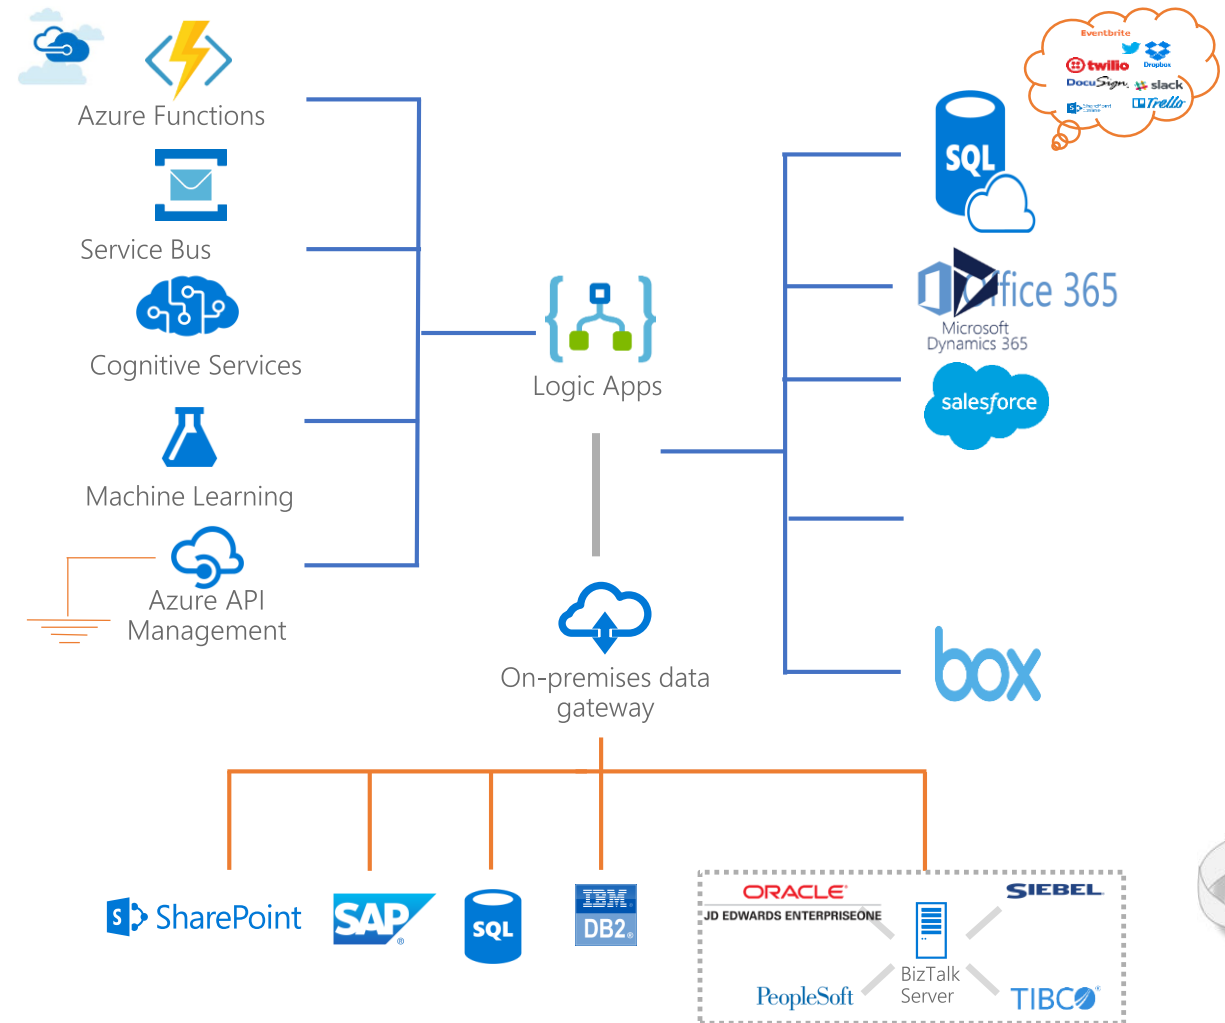 Eventbrite
Dropbox
twilio
DocuSign
slack
SharePoint
Trello
Azure Functions
SQL
Service Bus
Office 365
Microsoft
Dynamics 365
Cognitive Services
Logic Apps
salesforce
Machine Learning
Azure API
Management
box
On-premises data
gateway
SharePoint
SAP
SQL
IBM
DB2
ORACLE
JD EDWARDS ENTERPRISEONE
SIEBEL
BizTalk
Server
PeopleSoft
TIBCO